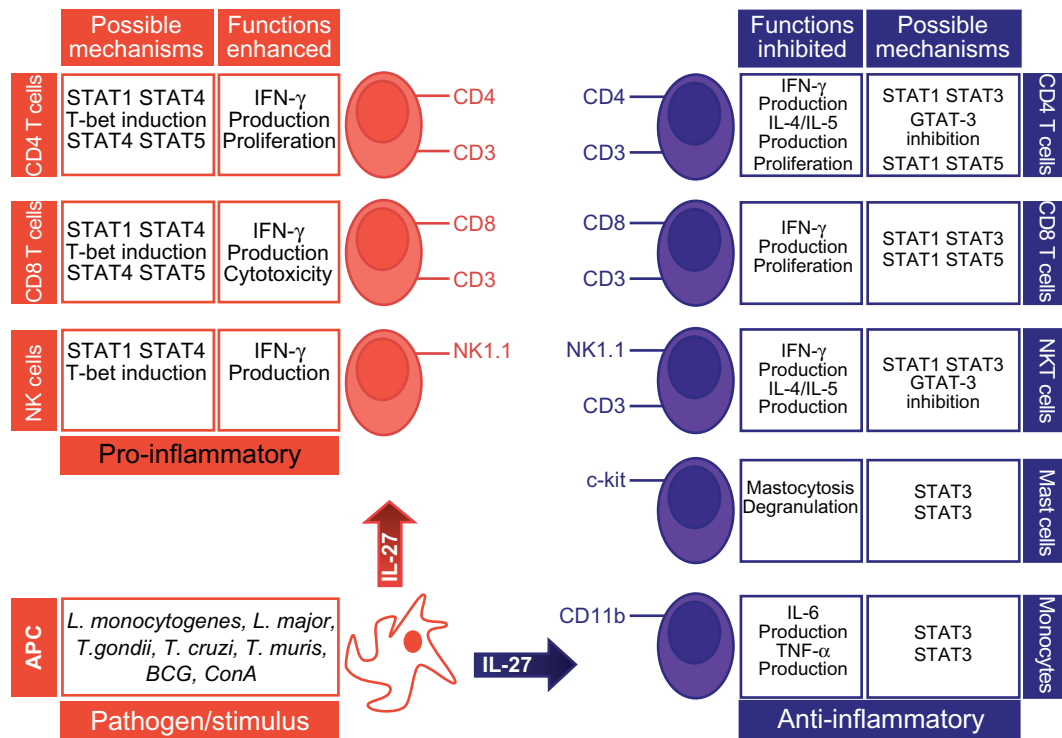 Possible
mechanisms
Functions
enhanced
CD4 T cells
STAT1 STAT4
T-bet induction
STAT4 STAT5
IFN-γ
Production
Proliferation
CD4
CD3
CD8 T cells
STAT1 STAT4
T-bet induction
STAT4 STAT5
IFN-γ
Production
Cytotoxicity
CD8
CD3
NK cells
STAT1 STAT4
T-bet induction
IFN-γ
Production
NK1.1
Pro-inflammatory
IL-27
APC
L. monocytogenes, L. major,
T.gondii, T. cruzi, T. muris,
BCG, ConA
Pathogen/stimulus
IL-27
Functions
inhibited
Possible
mechanisms
CD4
CD3
IFN-γ
Production
IL-4/IL-5
Production
Proliferation
STAT1 STAT3
GTAT-3
inhibition
STAT1 STAT5
CD4 T cells
CD8
CD3
IFN-γ
Production
Proliferation
STAT1 STAT3
STAT1 STAT5
CD8 T cells
NK1.1
CD3
IFN-γ
Production
IL-4/IL-5
Production
STAT1 STAT3
GTAT-3
inhibition
NKT cells
c-kit
Mastocytosis
Degranulation
STAT3
STAT3
Mast cells
CD11b
IL-6
Production
TNF-α
Production
STAT3
STAT3
Monocytes
Anti-inflammatory